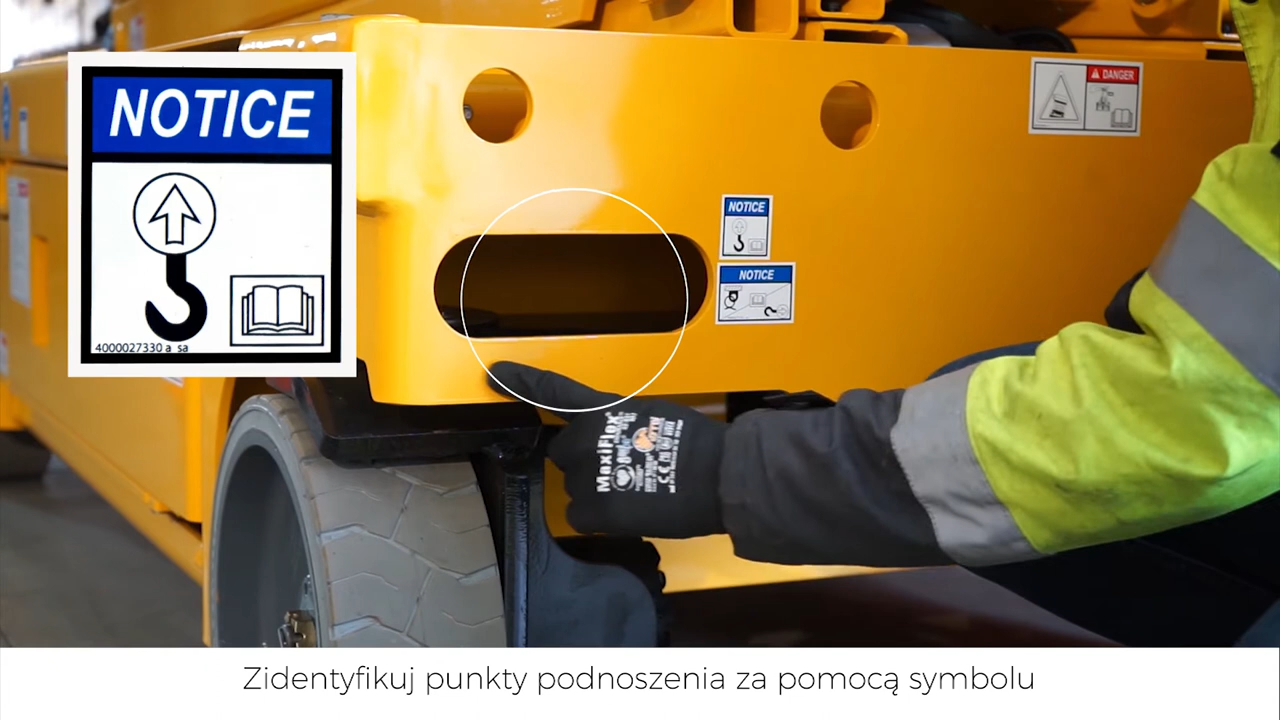 NOTICE
4000027330 a sa
DANGER
NOTICE
NOTICE
MaxiFlex
Zidentyfikuj punkty podnoszenia za pomocą symbolu